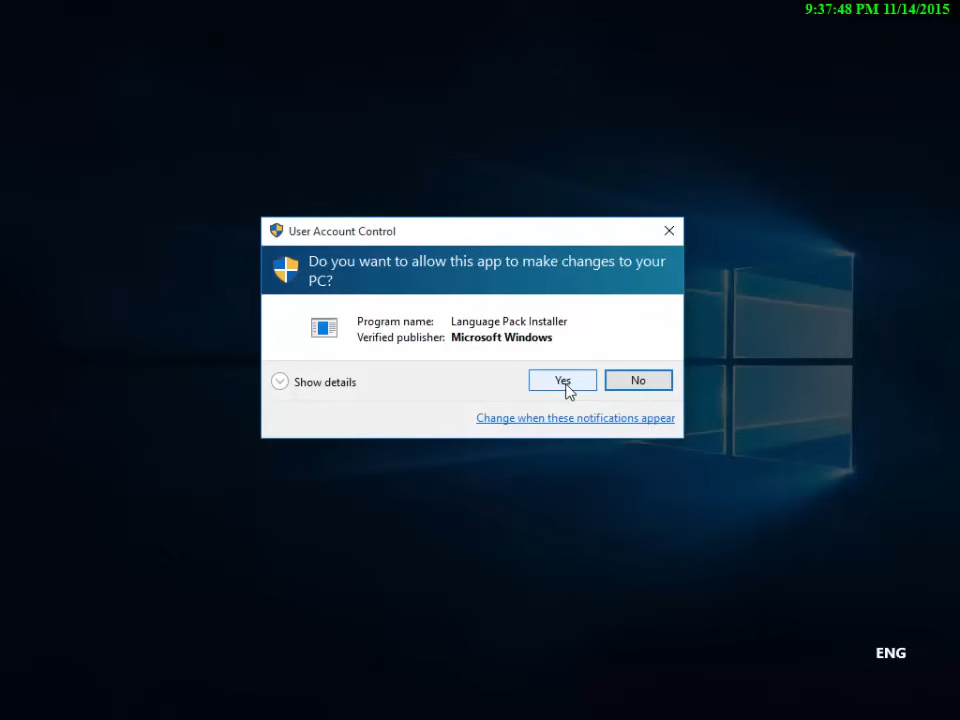 9:37:48 PM 11/14/2015
User Account Control
Do you want to allow this app to make changes to your
PC?
Program name: Language Pack Installer
Verified publisher: Microsoft Windows
Show details
Yes
No
Change when these notifications appear
ENG